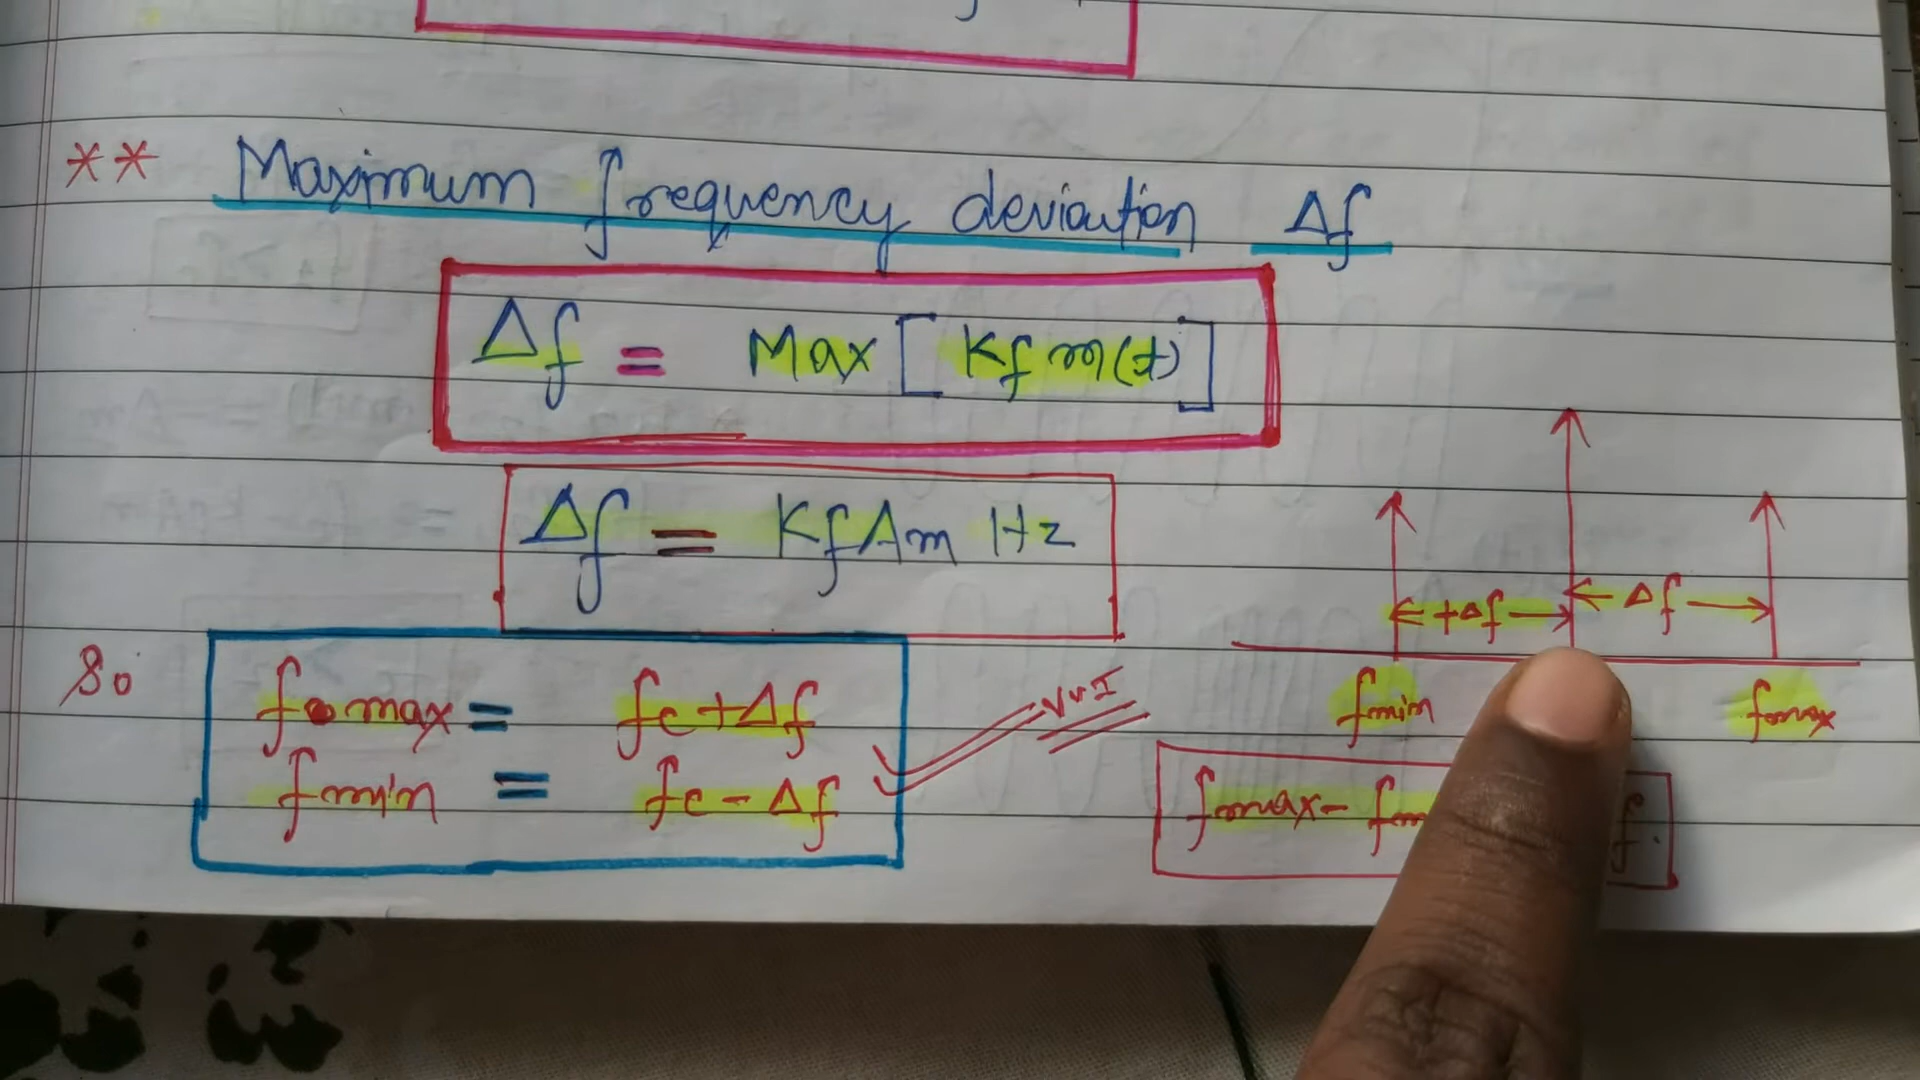 ** Maximum frequency deviation Δf
Δf = Max [ Kf m(t) ]
Δf = KfAm Hz
So
fmax = fc + Δf
fmin = fc - Δf
VVI
+Δf Δf
fmin fmax
fmax-